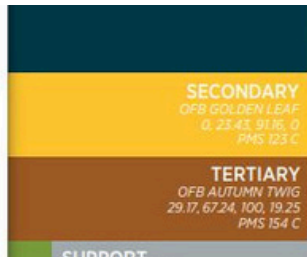 SECONDARY
OFB GOLDEN LEAF
0, 23.43, 91.16, 0
PMS 123 C
TERTIARY
OFB AUTUMN TWIG
29.17, 67.24, 100, 19.25
PMS 154 C
SUPPORT